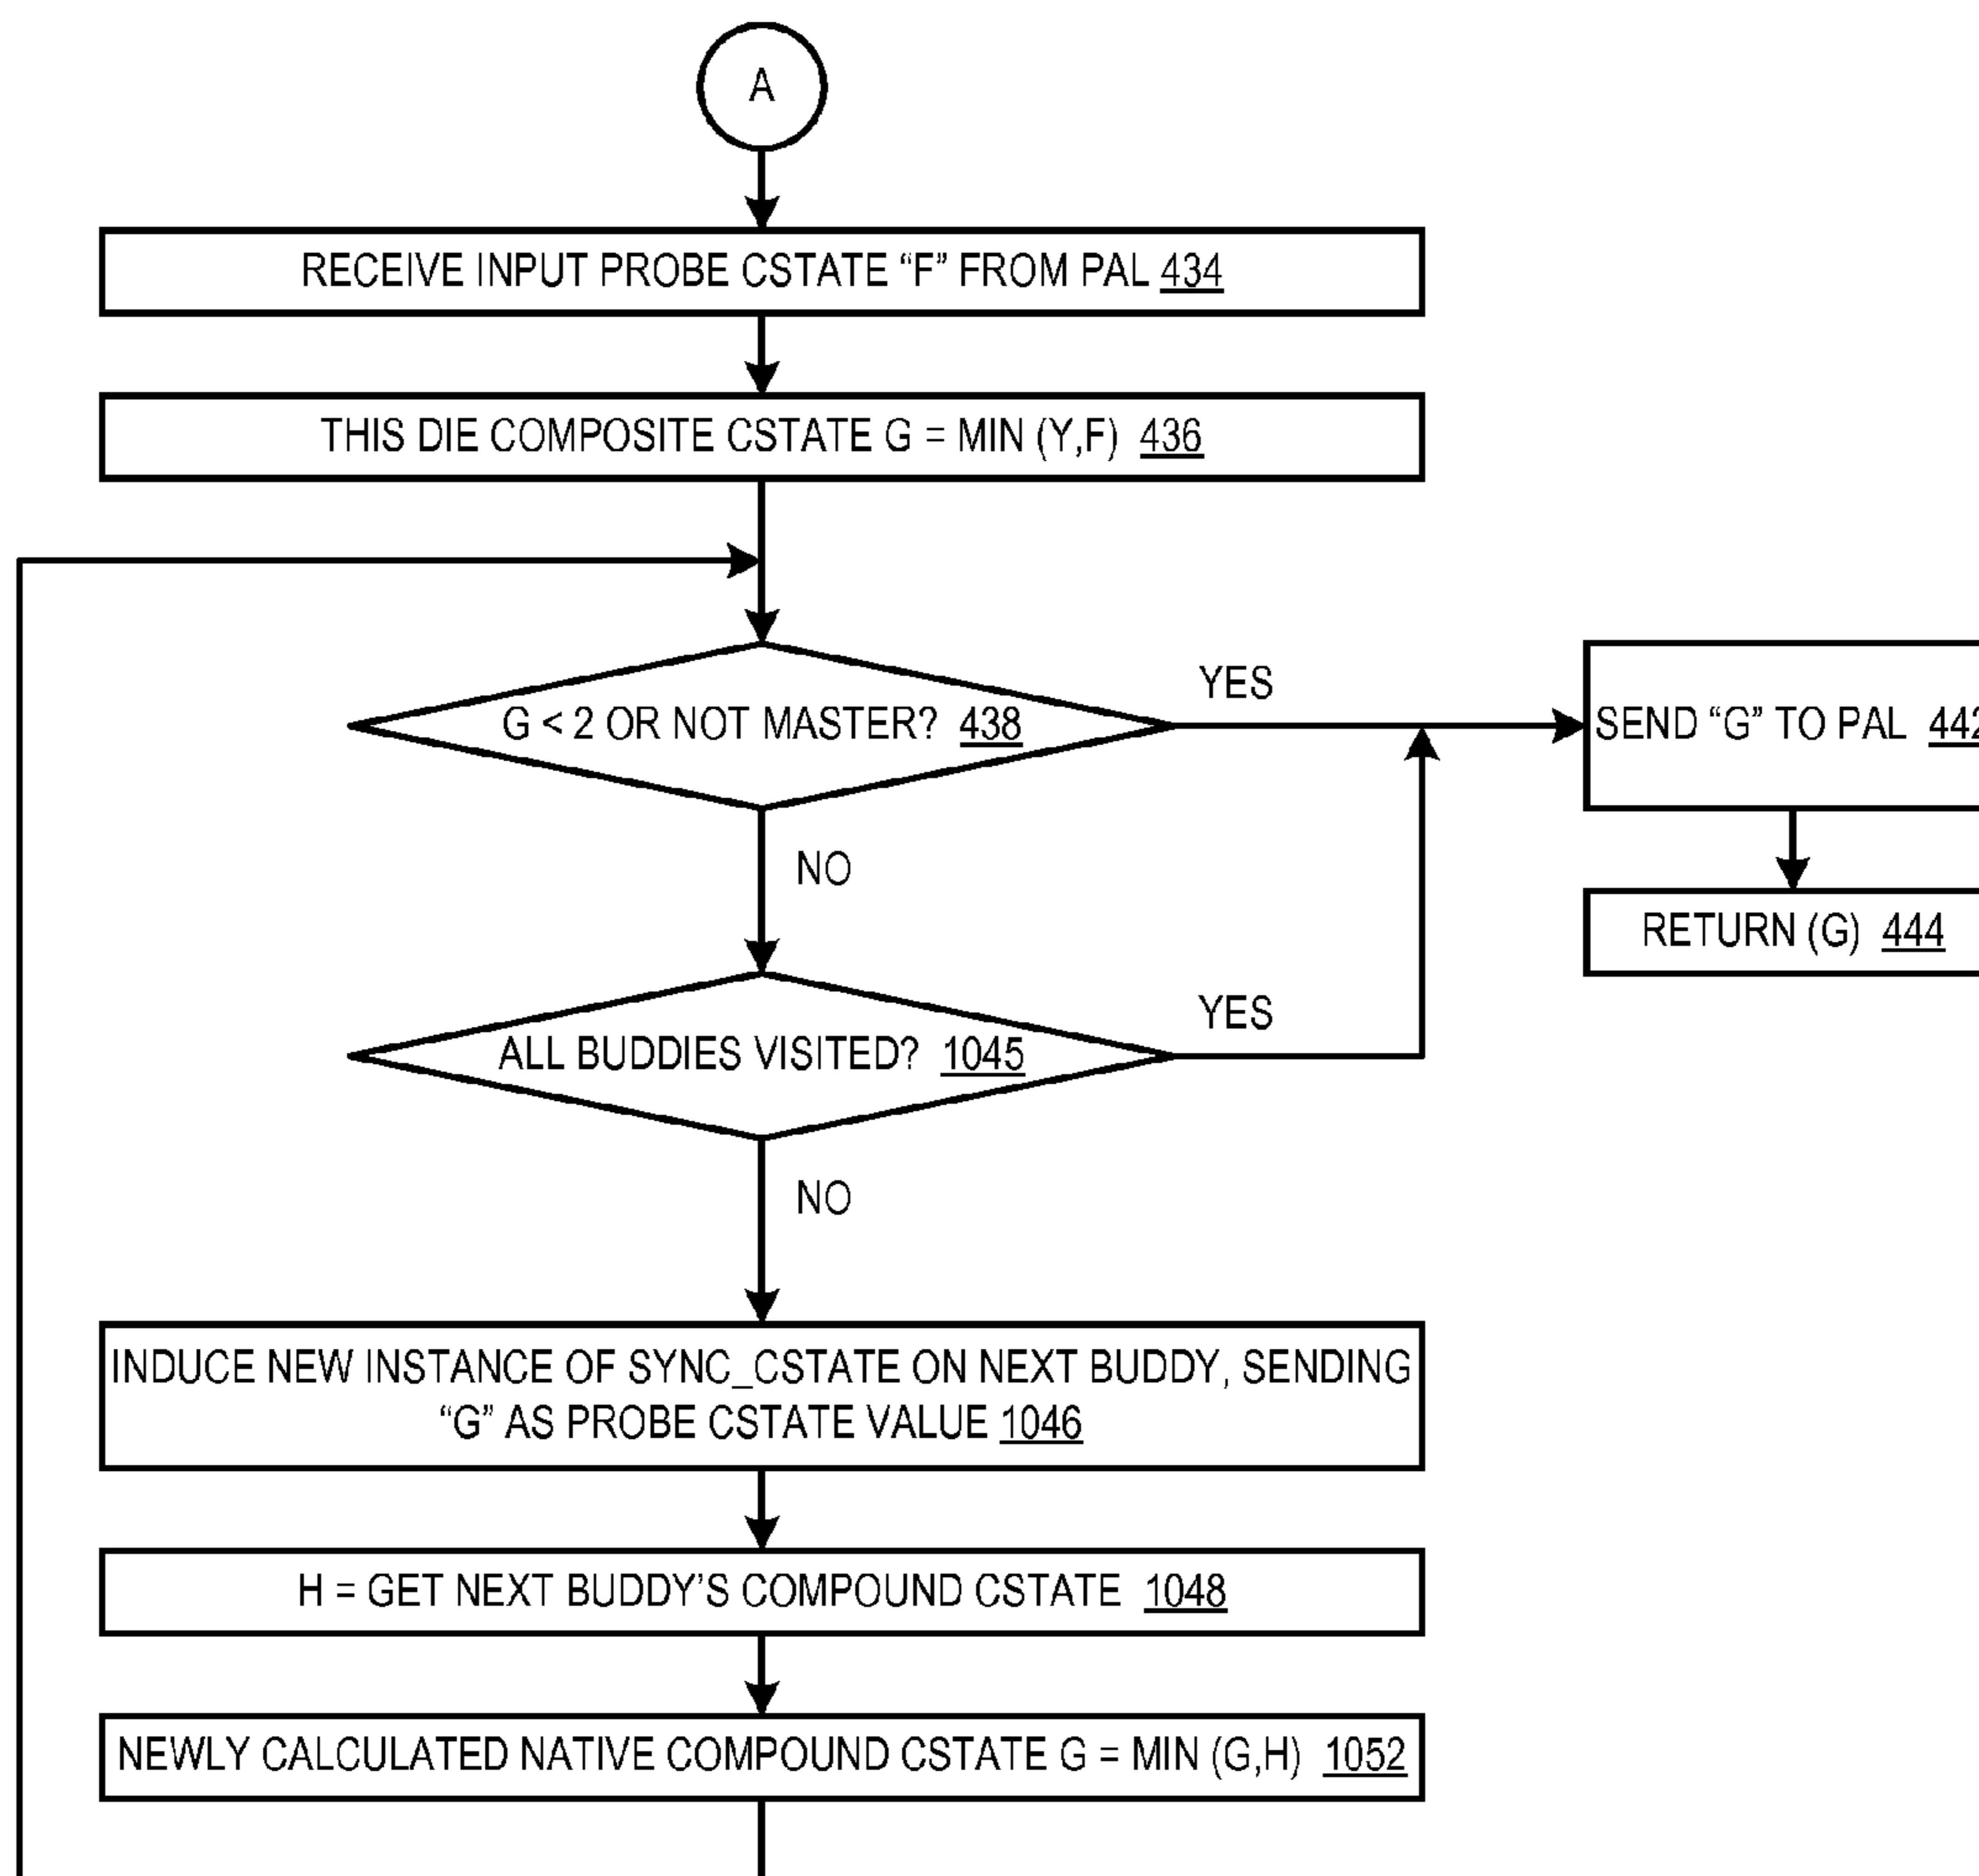 A
RECEIVE INPUT PROBE CSTATE “F” FROM PAL 434
THIS DIE COMPOSITE CSTATE G = MIN (Y,F) 436
G < 2 OR NOT MASTER? 438
YES
SEND “G” TO PAL 442
NO
RETURN (G) 444
ALL BUDDIES VISITED? 1045
YES
NO
INDUCE NEW INSTANCE OF SYNC_CSTATE ON NEXT BUDDY, SENDING
“G” AS PROBE CSTATE VALUE 1046
H = GET NEXT BUDDY’S COMPOUND CSTATE 1048
NEWLY CALCULATED NATIVE COMPOUND CSTATE G = MIN (G,H) 1052